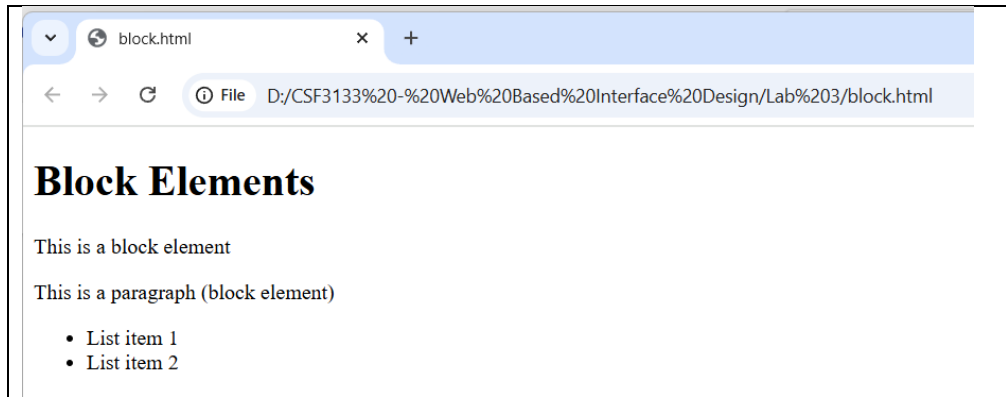 block.html
File D:/CSF3133%20-%20Web%20Based%20Interface%20Design/Lab%203/block.html
Block Elements
This is a block element
This is a paragraph (block element)
• List item 1
• List item 2